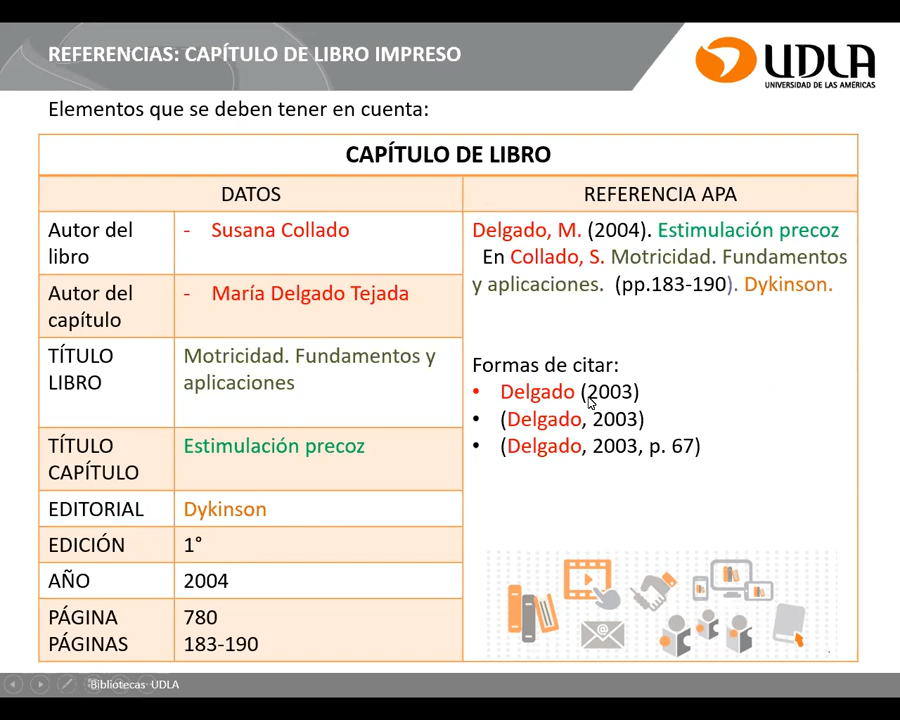 REFERENCIAS: CAPÍTULO DE LIBRO IMPRESO
UDLA
UNIVERSIDAD DE LAS AMÉRICAS
Elementos que se deben tener en cuenta:
CAPÍTULO DE LIBRO
DATOS
REFERENCIA APA
Autor del
libro
- Susana Collado
Autor del
capítulo
- María Delgado Tejada
TÍTULO
LIBRO
Motricidad. Fundamentos y
aplicaciones
TÍTULO
CAPÍTULO
Estimulación precoz
EDITORIAL
Dykinson
EDICIÓN
1°
AÑO
2004
PÁGINA
780
PÁGINAS
183-190
Delgado, M. (2004). Estimulación precoz
En Collado, S. Motricidad. Fundamentos
y aplicaciones. (pp.183-190). Dykinson.
Formas de citar:
• Delgado (2003)
• (Delgado, 2003)
• (Delgado, 2003, p. 67)
Bibliotecas UDLA